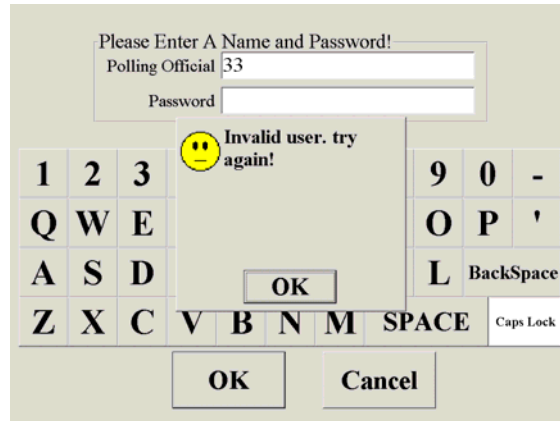 Please Enter A Name and Password!
Polling Official 33
Password
Invalid user. try
again!
1 2 3 9 0 -
Q W E O P '
A S D OK L BackSpace
Z X C V B N M SPACE Caps Lock
OK Cancel